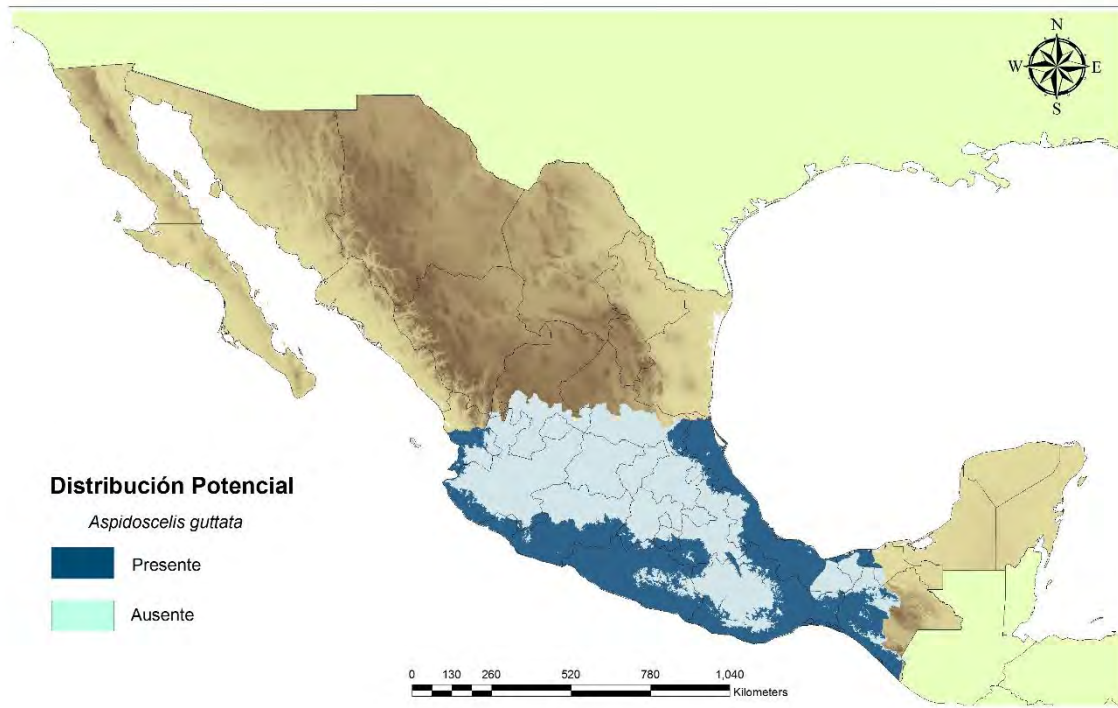 N
W E
S
Distribución Potencial
Aspidoscelis guttata
Presente
Ausente
0 130 260 520 780 1,040
Kilometers